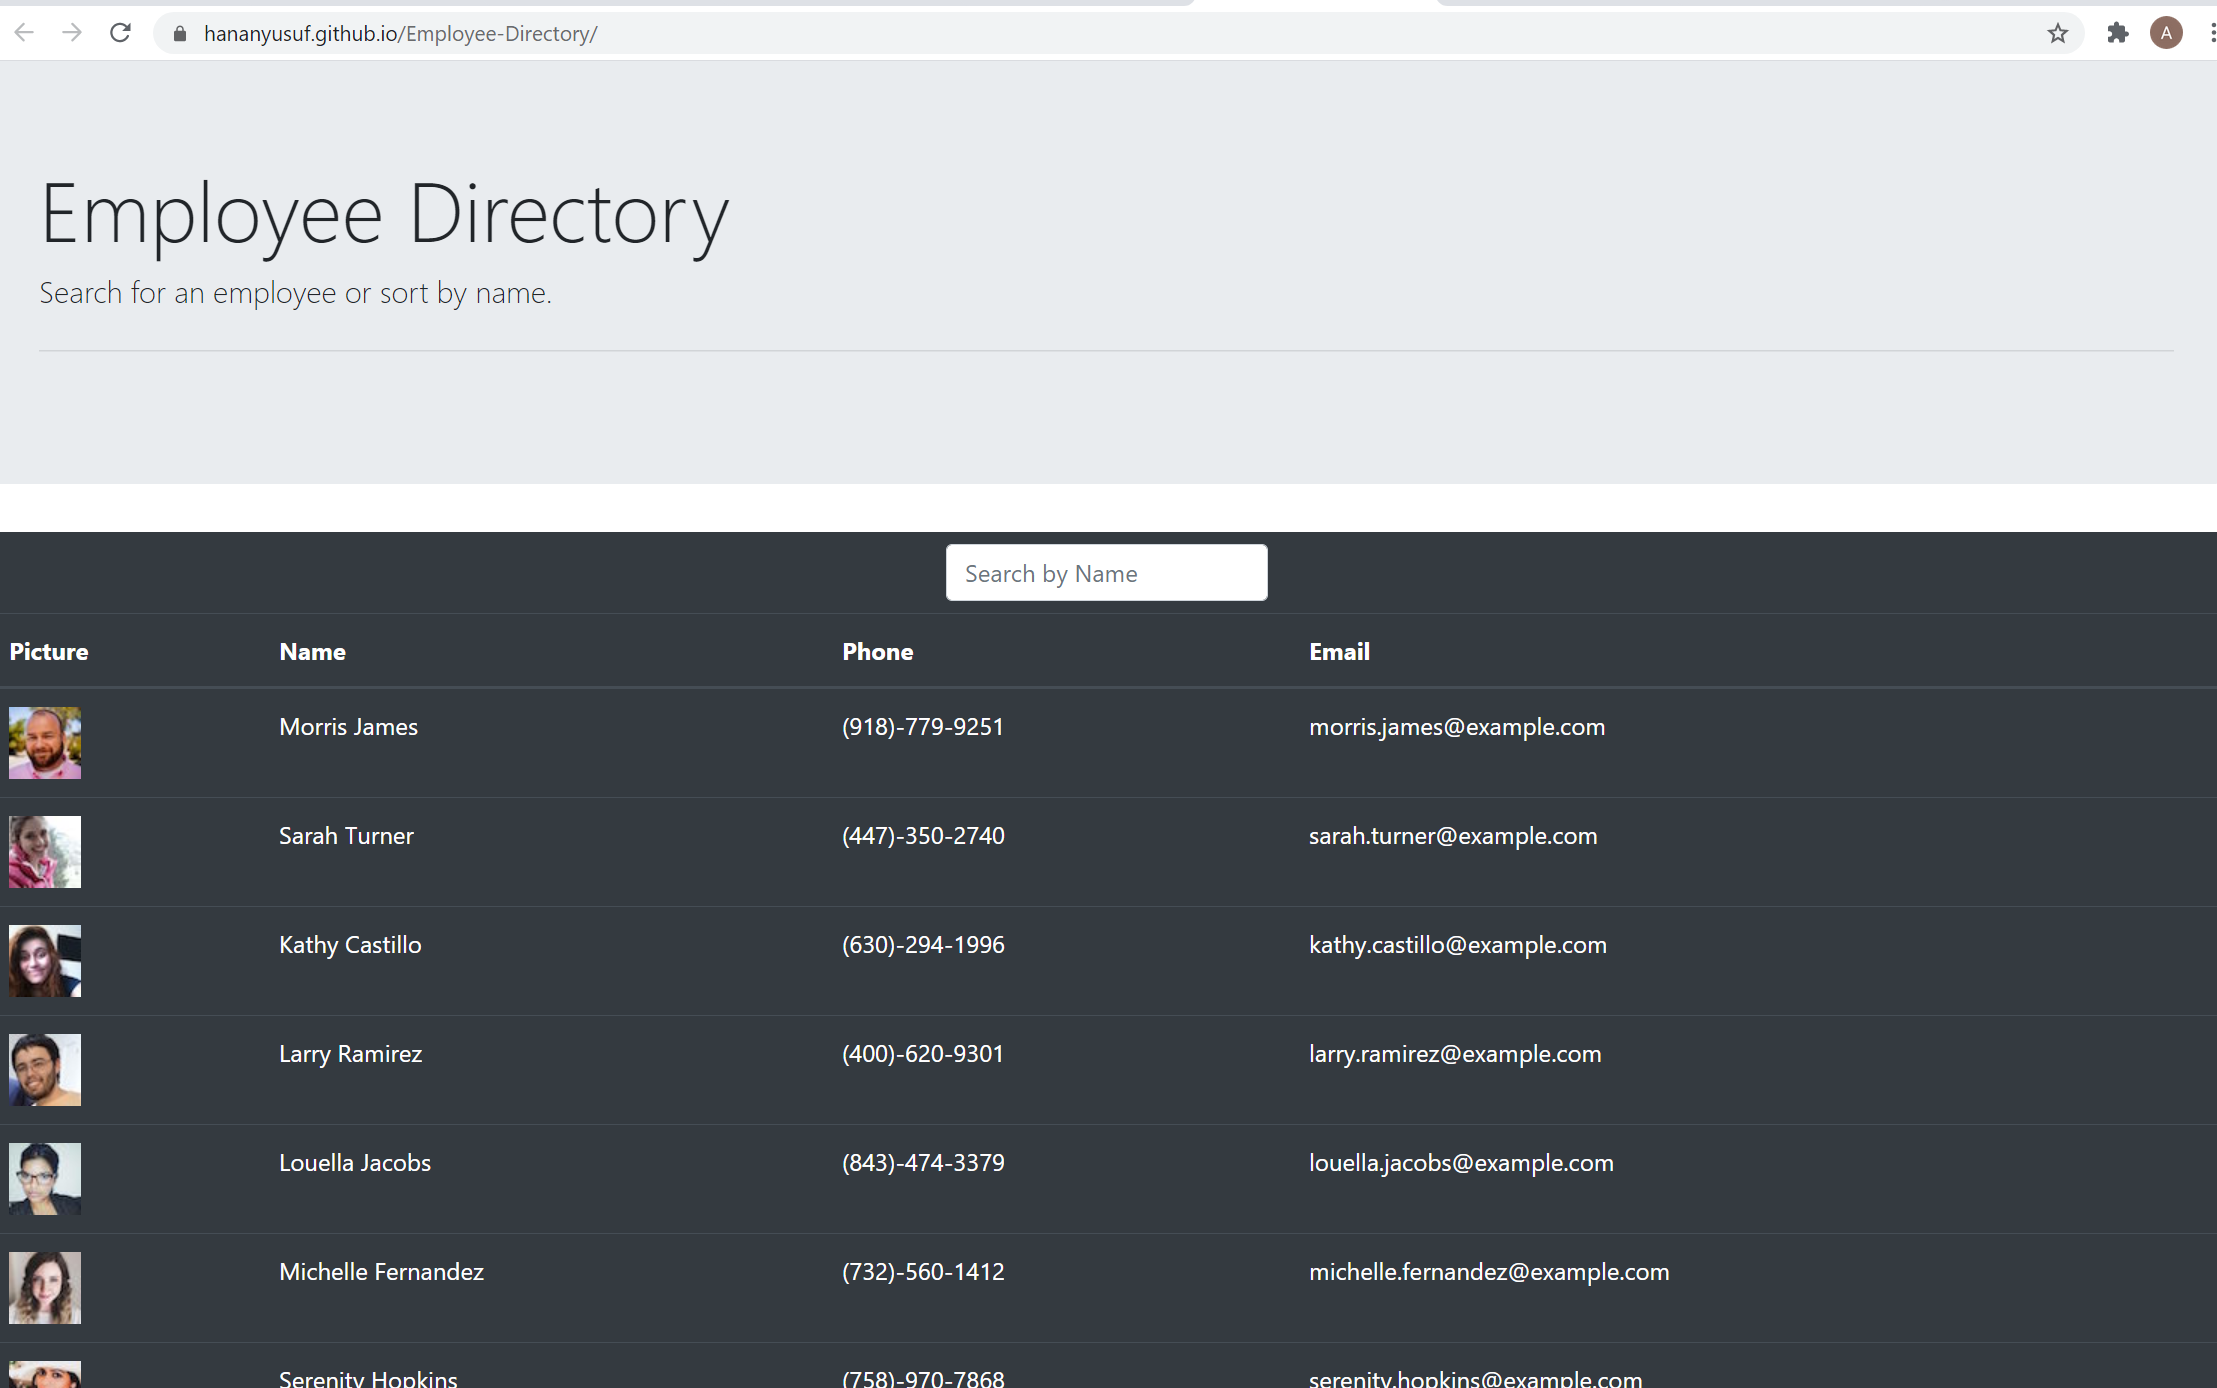 hananyusuf.github.io/Employee-Directory/
A
Employee Directory
Search for an employee or sort by name.
Search by Name
Picture Name Phone Email
Morris James (918)-779-9251 morris.james@example.com
Sarah Turner (447)-350-2740 sarah.turner@example.com
Kathy Castillo (630)-294-1996 kathy.castillo@example.com
Larry Ramirez (400)-620-9301 larry.ramirez@example.com
Louella Jacobs (843)-474-3379 louella.jacobs@example.com
Michelle Fernandez (732)-560-1412 michelle.fernandez@example.com
Serenity Hopkins (758)-970-7868 serenity.hopkins@example.com